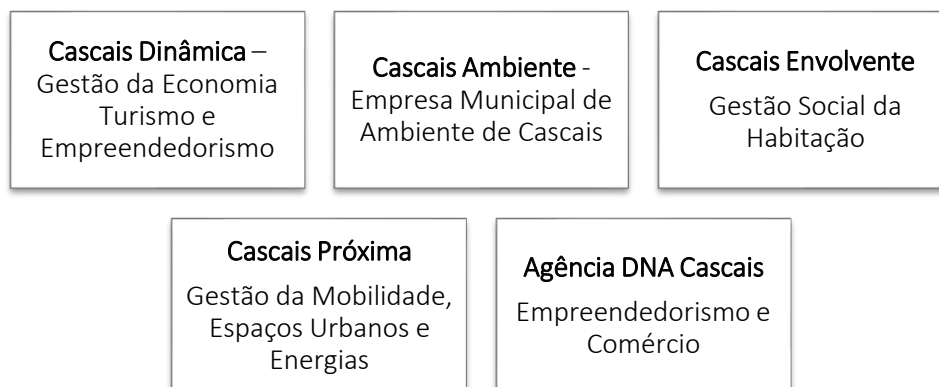 Cascais Dinâmica –
Gestão da Economia
Turismo e
Empreendedorismo
Cascais Ambiente -
Empresa Municipal de
Ambiente de Cascais
Cascais Envolvente
Gestão Social da
Habitação
Cascais Próxima
Gestão da Mobilidade,
Espaços Urbanos e
Energias
Agência DNA Cascais
Empreendedorismo e
Comércio